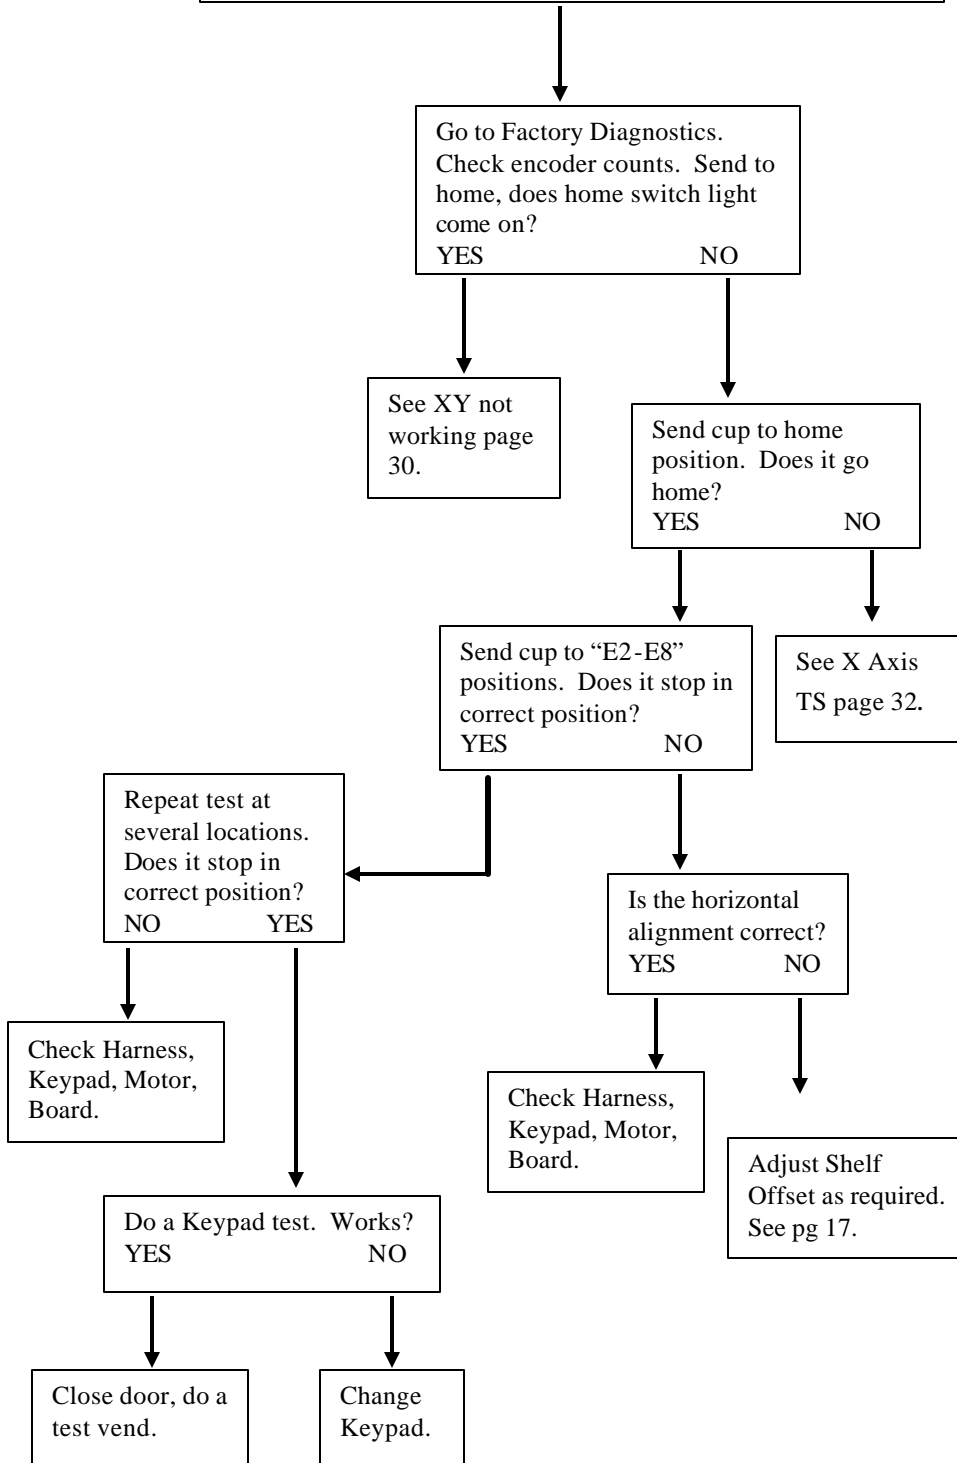 Go to Factory Diagnostics.
Check encoder counts. Send to
home, does home switch light
come on?
YES NO
See XY not
working page
30.
Send cup to home
position. Does it go
home?
YES NO
Send cup to “E2-E8”
positions. Does it stop in
correct position?
YES NO
See X Axis
TS page 32.
Repeat test at
several locations.
Does it stop in
correct position?
NO YES
Is the horizontal
alignment correct?
YES NO
Check Harness,
Keypad, Motor,
Board.
Check Harness,
Keypad, Motor,
Board.
Adjust Shelf
Offset as required.
See pg 17.
Do a Keypad test. Works?
YES NO
Close door, do a
test vend.
Change
Keypad.